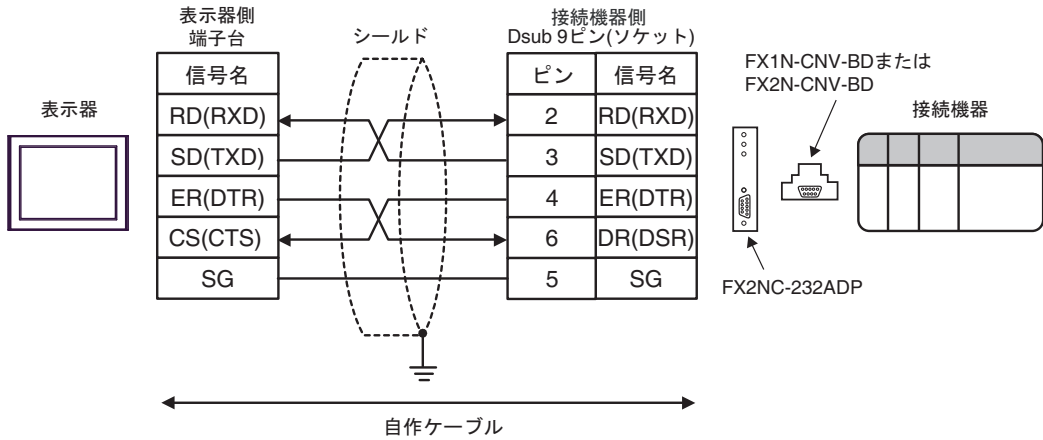 表示器側
端子台
シールド
接続機器側
Dsub 9ピン(ソケット)
FX1N-CNV-BDまたは
FX2N-CNV-BD
表示器
接続機器
信号名
ピン 信号名
RD(RXD)
2 RD(RXD)
SD(TXD)
3 SD(TXD)
ER(DTR)
4 ER(DTR)
CS(CTS)
6 DR(DSR)
SG
5 SG
FX2NC-232ADP
自作ケーブル